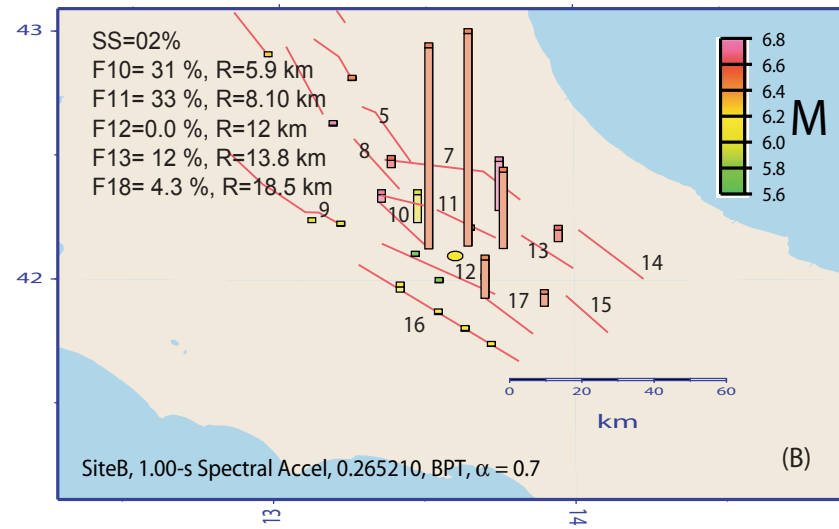 43
SS=02%
F10= 31 %, R=5.9 km
F11= 33 %, R=8.10 km
F12=0.0 %, R=12 km
F13= 12 %, R=13.8 km
F18= 4.3 %, R=18.5 km
6.8
6.6
6.4
6.2
6.0
5.8
5.6
M
5
8
7
9
10
11
13
14
42
12
17
15
16
0
20
40
60
km
SiteB, 1.00-s Spectral Accel, 0.265210, BPT, α = 0.7
(B)
13
14